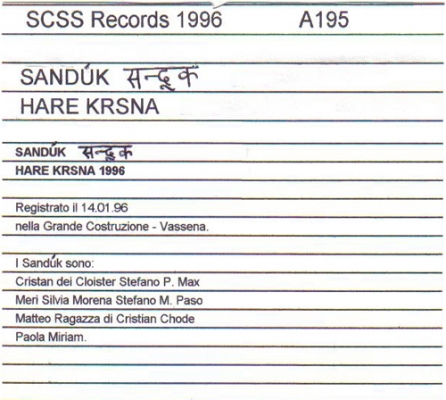 SCSS Records 1996 A195
SANDÚK सन्दूक
HARE KRSNA
SANDÚK सन्दूक
HARE KRSNA 1996
Registrato il 14.01.96
nella Grande Costruzione - Vassena.
I Sandúk sono:
Cristan dei Cloister Stefano P. Max
Meri Silvia Morena Stefano M. Paso
Matteo Ragazza di Cristian Chode
Paola Miriam.